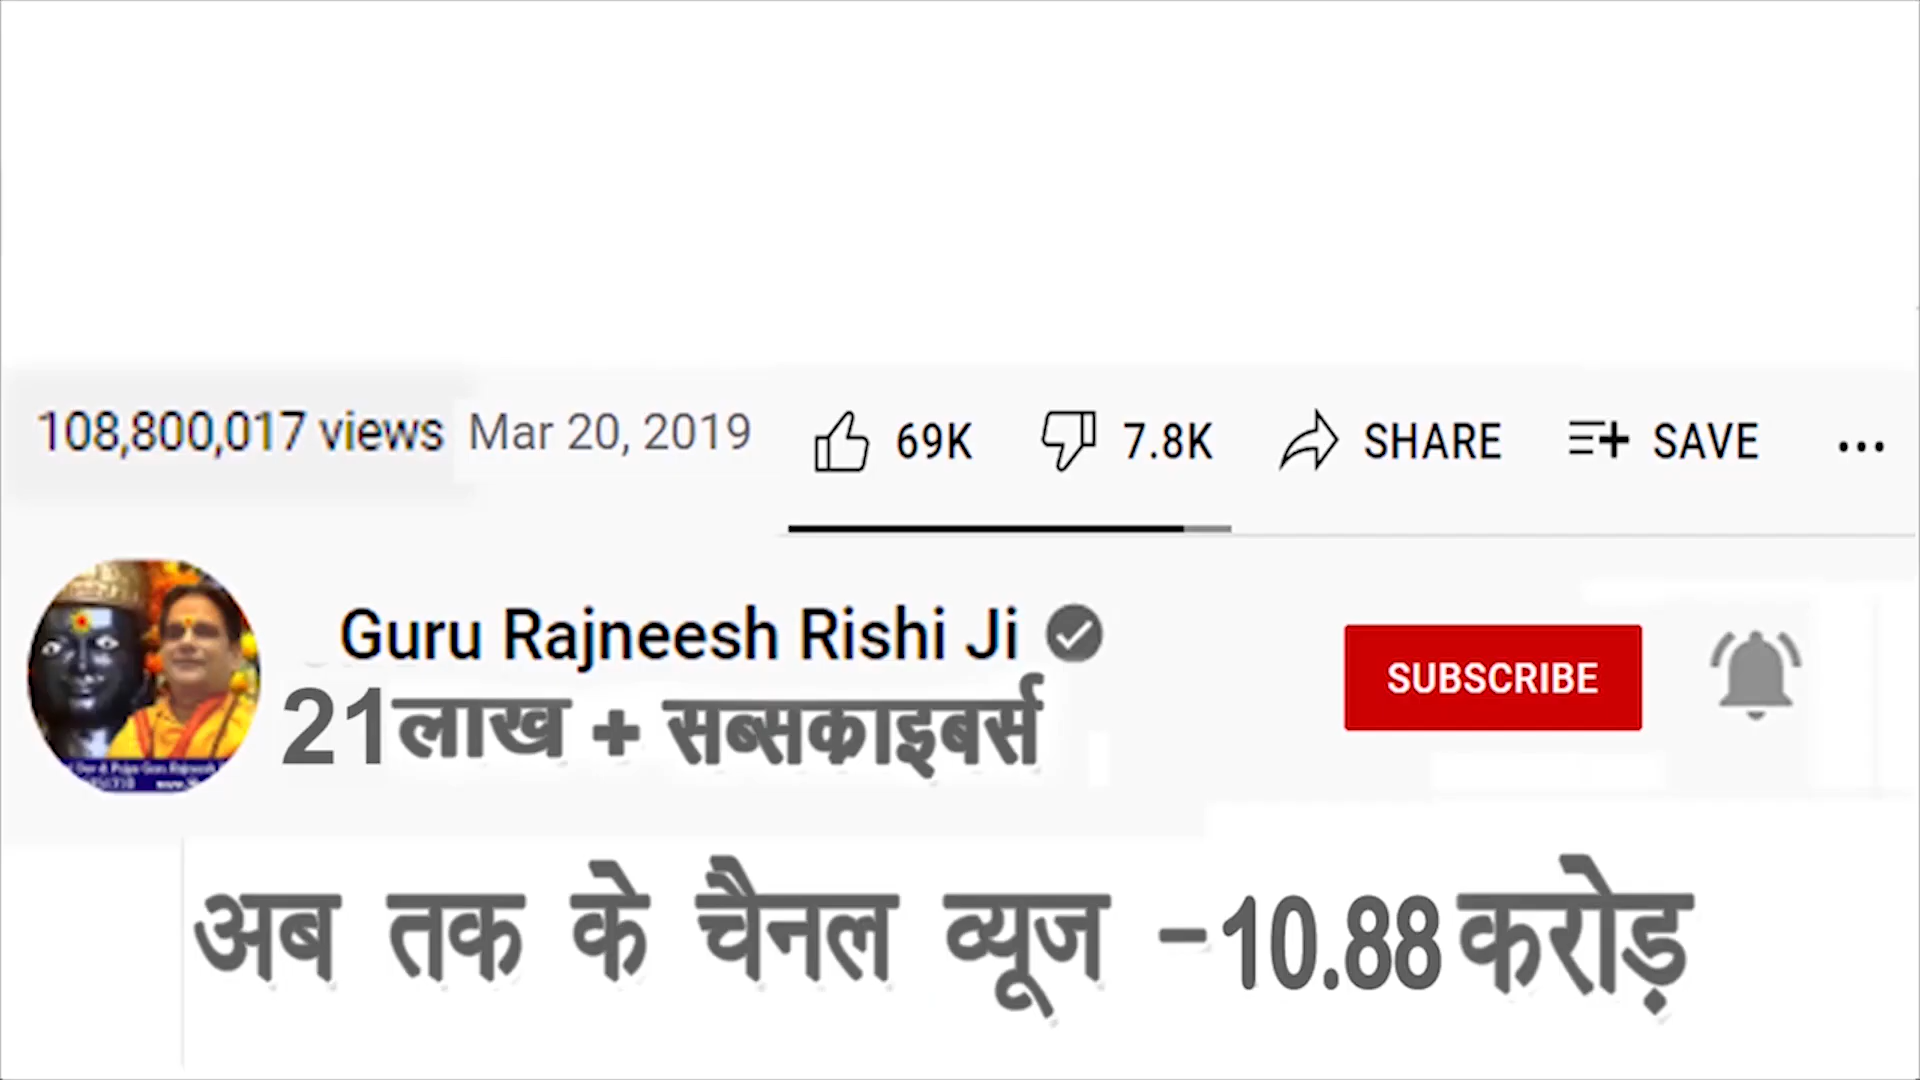 108,800,017 views Mar 20, 2019 69K 7.8K SHARE SAVE
Guru Rajneesh Rishi Ji
SUBSCRIBE
21लाख + सब्सकाइबर्स
अब तक के चैनल व्यूज -10.88 करोड़